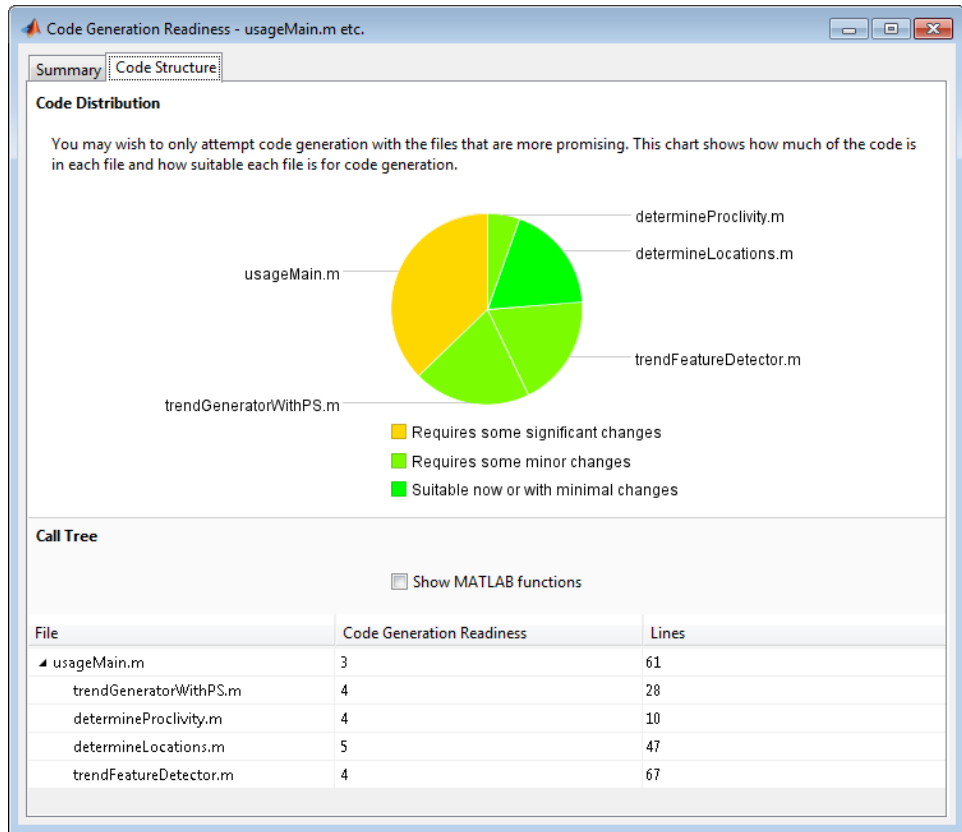 Code Generation Readiness - usageMain.m etc.
Summary
Code Structure
Code Distribution
You may wish to only attempt code generation with the files that are more promising. This chart shows how much of the code is
in each file and how suitable each file is for code generation.
determineProclivity.m
determineLocations.m
usageMain.m
trendFeatureDetector.m
trendGeneratorWithPS.m
Requires some significant changes
Requires some minor changes
Suitable now or with minimal changes
Call Tree
Show MATLAB functions
File Code Generation Readiness Lines
usageMain.m 3 61
trendGeneratorWithPS.m 4 28
determineProclivity.m 4 10
determineLocations.m 5 47
trendFeatureDetector.m 4 67